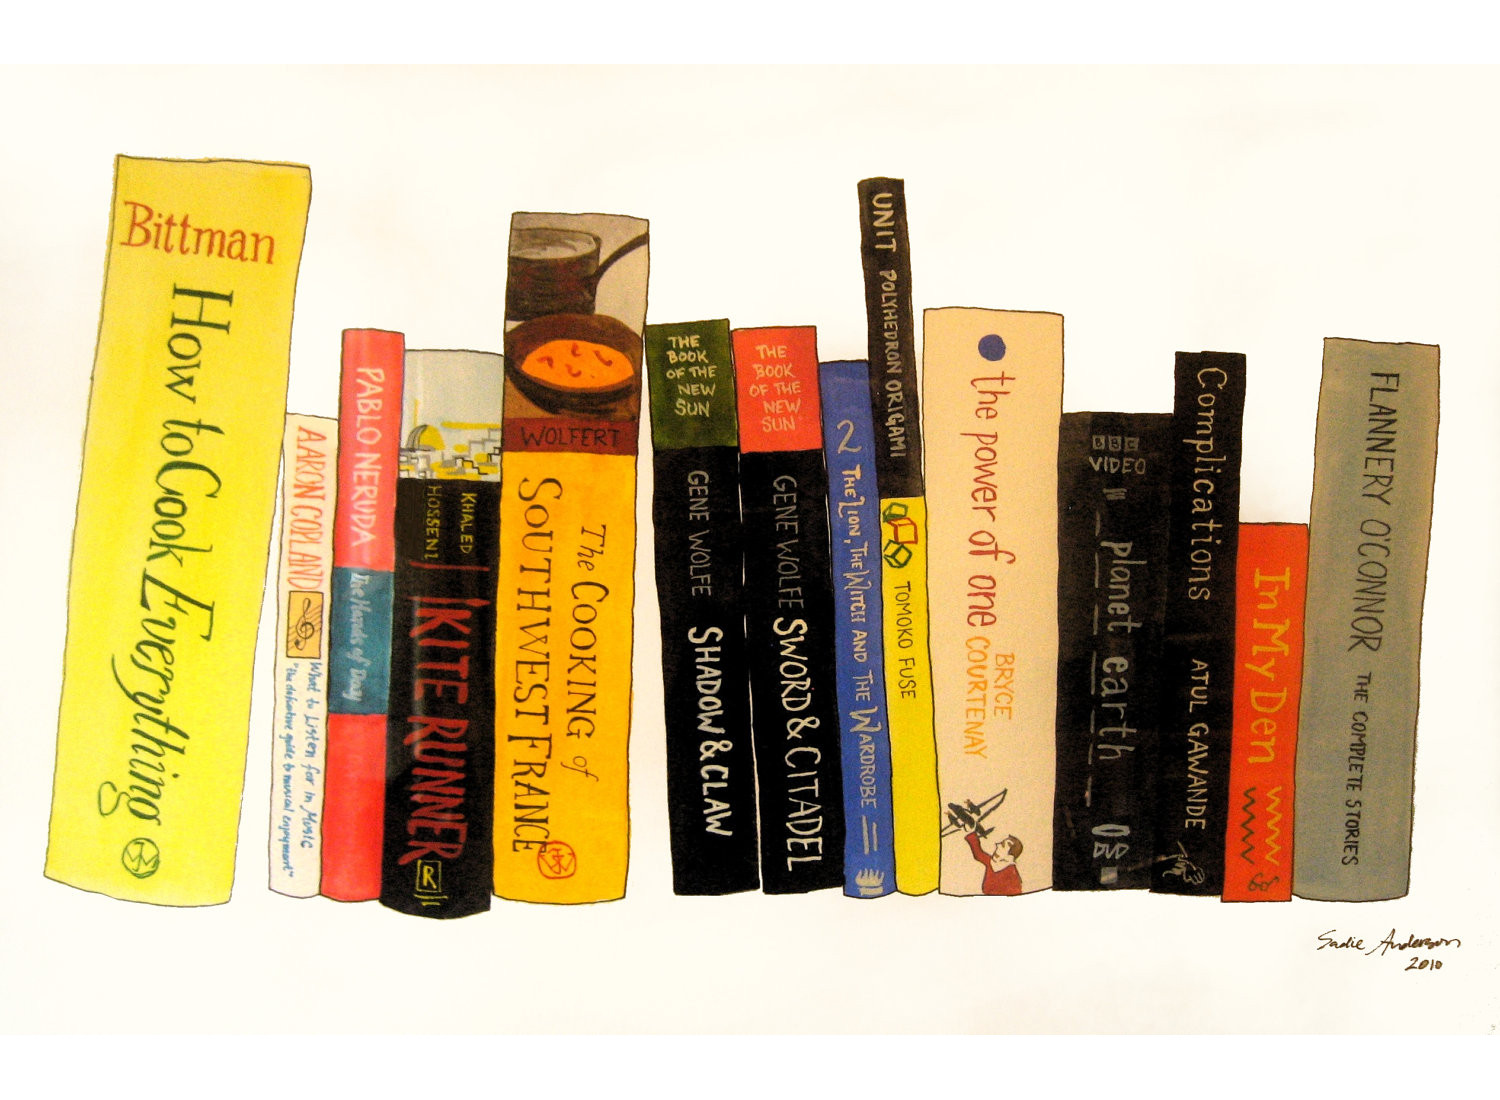 Bittman
How to Cook Everything
AARON COPLAND
What to Listen for in Music
"the definitive guide to musical enjoyment"
PABLO NERUDA
The Hands of Day
KHALED
HOSSENI
KITE RUNNER
R
WOLFERT
The COOKING of
SOUTHWEST FRANCE
THE
BOOK
OF THE
NEW
SUN
GENE WOLFE SHADOW & CLAW
THE
BOOK
OF THE
NEW
SUN
GENE WOLFE SWORD & CITADEL
2 THE LION, THE WITCH AND THE WARDROBE
UNIT POLYHEDRON ORIGAMI
TOMOKO FUSE
the power of one
BRYCE
COURTENAY
BBC
VIDEO
planet earth
Complications ATUL GAWANDE
In My Den
FLANNERY O'CONNOR THE COMPLETE STORIES
Sadie Anderson
2010